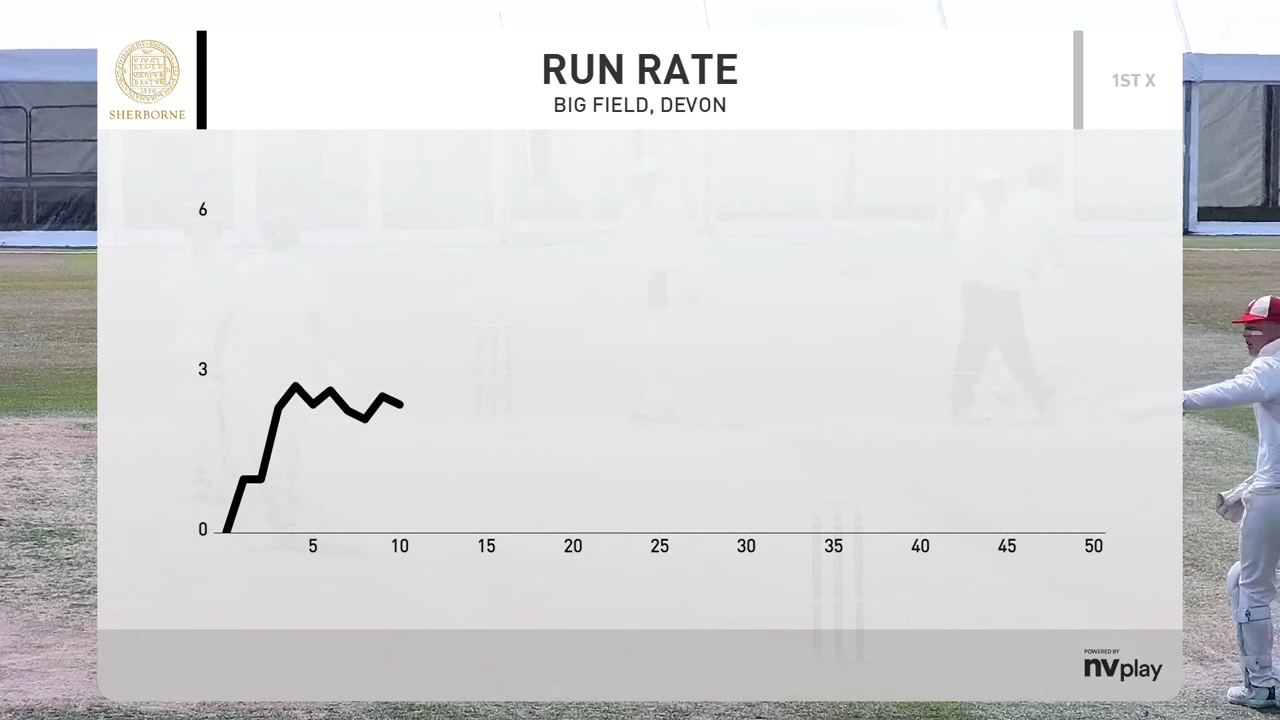 SHERBORNE
RUN RATE
BIG FIELD, DEVON
1ST X
6
3
0
5 10 15 20 25 30 35 40 45 50
POWERED BY
nvplay